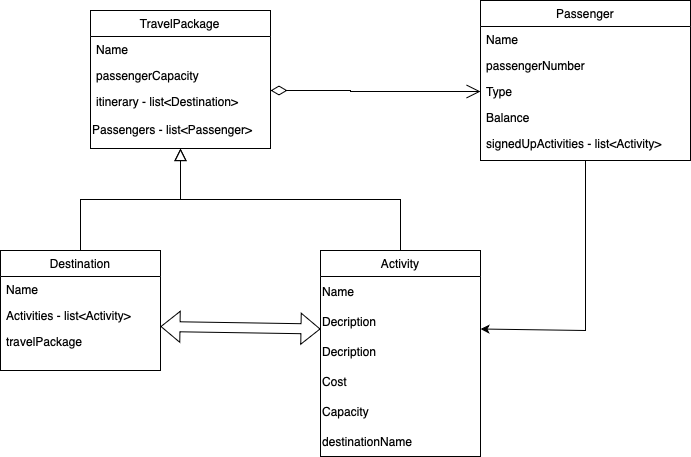 TravelPackage
Name
passengerCapacity
itinerary - list<Destination>
Passengers - list<Passenger>
Passenger
Name
passengerNumber
Type
Balance
signedUpActivities - list<Activity>
Destination
Name
Activities - list<Activity>
travelPackage
Activity
Name
Decription
Decription
Cost
Capacity
destinationName